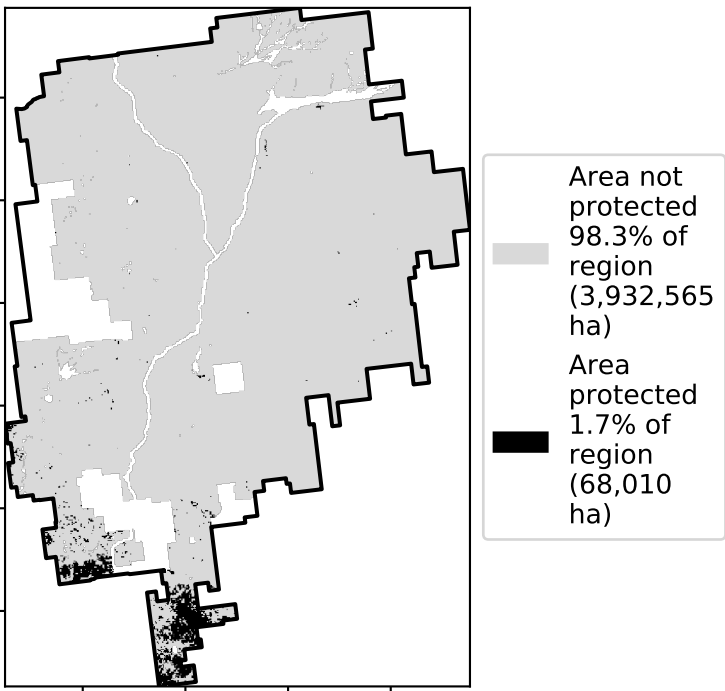 Area not
protected
98.3% of
region
(3,932,565
ha)
Area
protected
1.7% of
region
(68,010
ha)